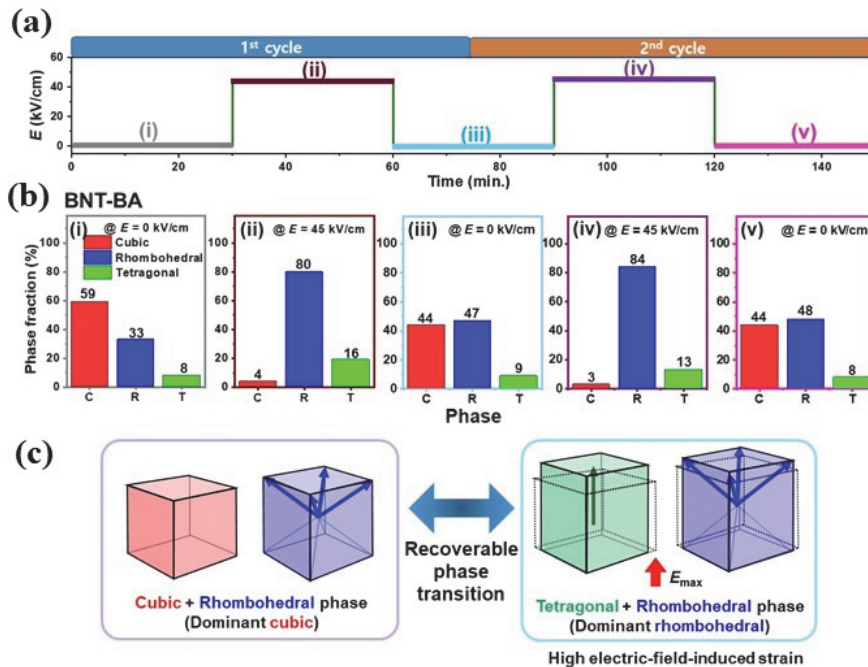 (a)
1st cycle
2nd cycle
60
40
20
0
E (kV/cm)
(i)
(ii)
(iii)
(iv)
(v)
0
20
40
60
80
100
120
140
Time (min.)
(b)
BNT-BA
Phase fraction (%)
(i)
@ E = 0 kV/cm
Cubic
Rhombohedral
Tetragonal
100
80
60
40
20
0
59
33
8
C
R
T
(ii)
@ E = 45 kV/cm
100
80
60
40
20
0
4
80
16
C
R
T
(iii)
@ E = 0 kV/cm
100
80
60
40
20
0
44
47
9
C
R
T
(iv)
@ E = 45 kV/cm
100
80
60
40
20
0
3
84
13
C
R
T
(v)
@ E = 0 kV/cm
100
80
60
40
20
0
44
48
8
C
R
T
Phase
(c)
Cubic + Rhombohedral phase
(Dominant cubic)
Recoverable
phase
transition
Emax
Tetragonal + Rhombohedral phase
(Dominant rhombohedral)
High electric-field-induced strain